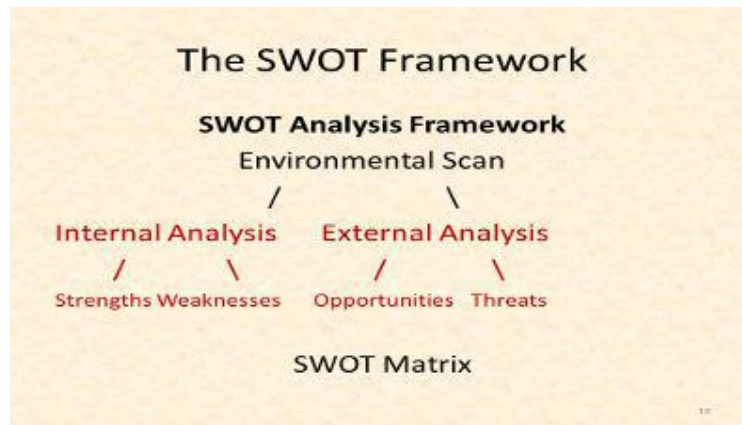 The SWOT Framework
SWOT Analysis Framework
Environmental Scan
/ \
Internal Analysis External Analysis
/ \ / \
Strengths Weaknesses Opportunities Threats
SWOT Matrix